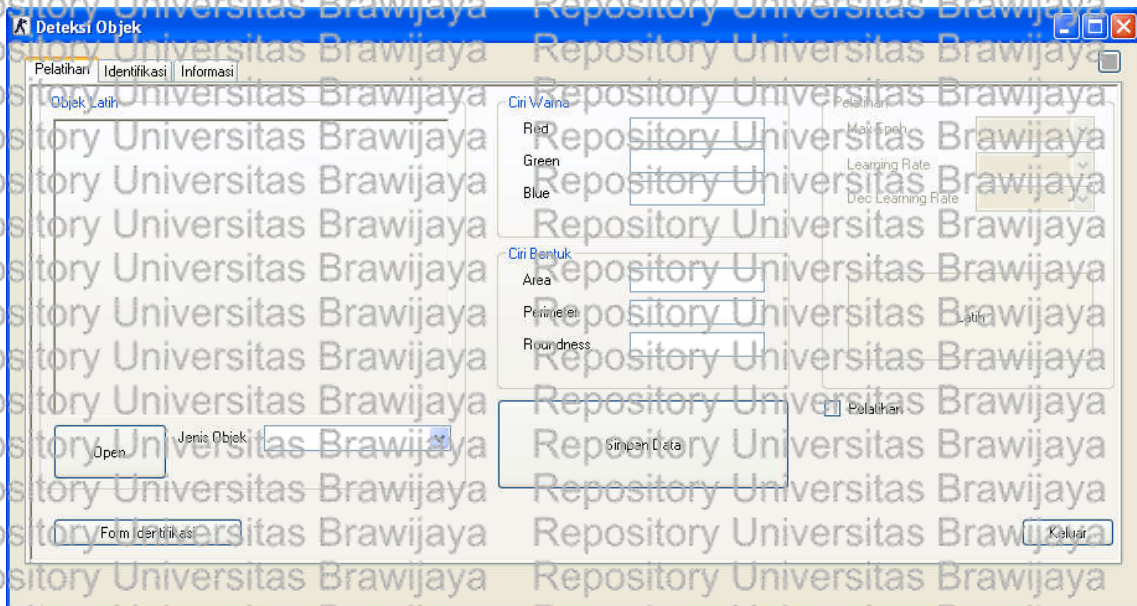 Deteksi Objek
Pelatihan Identifikasi Informasi
Objek Latih
Jenis Objek
Open
Form Identifikasi
Ciri Warna
Red
Green
Blue
Ciri Bentuk
Area
Perimeter
Roundness
Simpan Data
Pelatihan
Max Epoh
Learning Rate
Dec Learning Rate
Latih
Pelatihan
Keluar
Repository Universitas Brawijaya